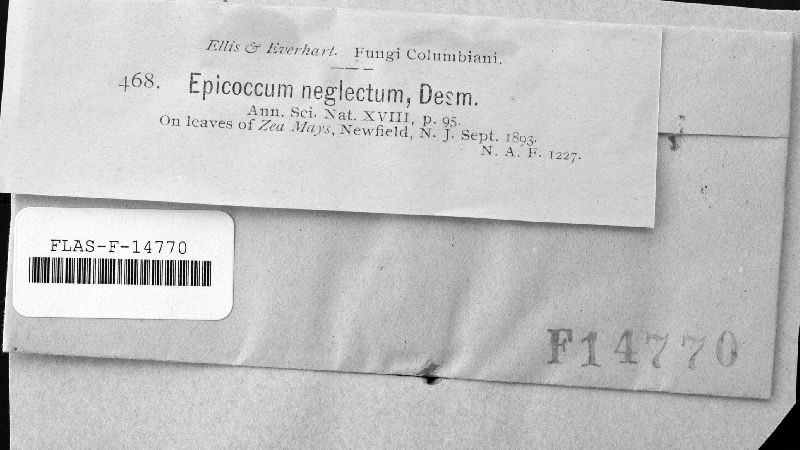 Ellis & Everhart. Fungi Columbiani.
468. Epicoccum neglectum, Desm.
Ann. Sci. Nat. XVIII, p. 95.
On leaves of Zea Mays, Newfield, N. J. Sept. 1893.
N. A. F. 1227.
FLAS-F-14770
F14770